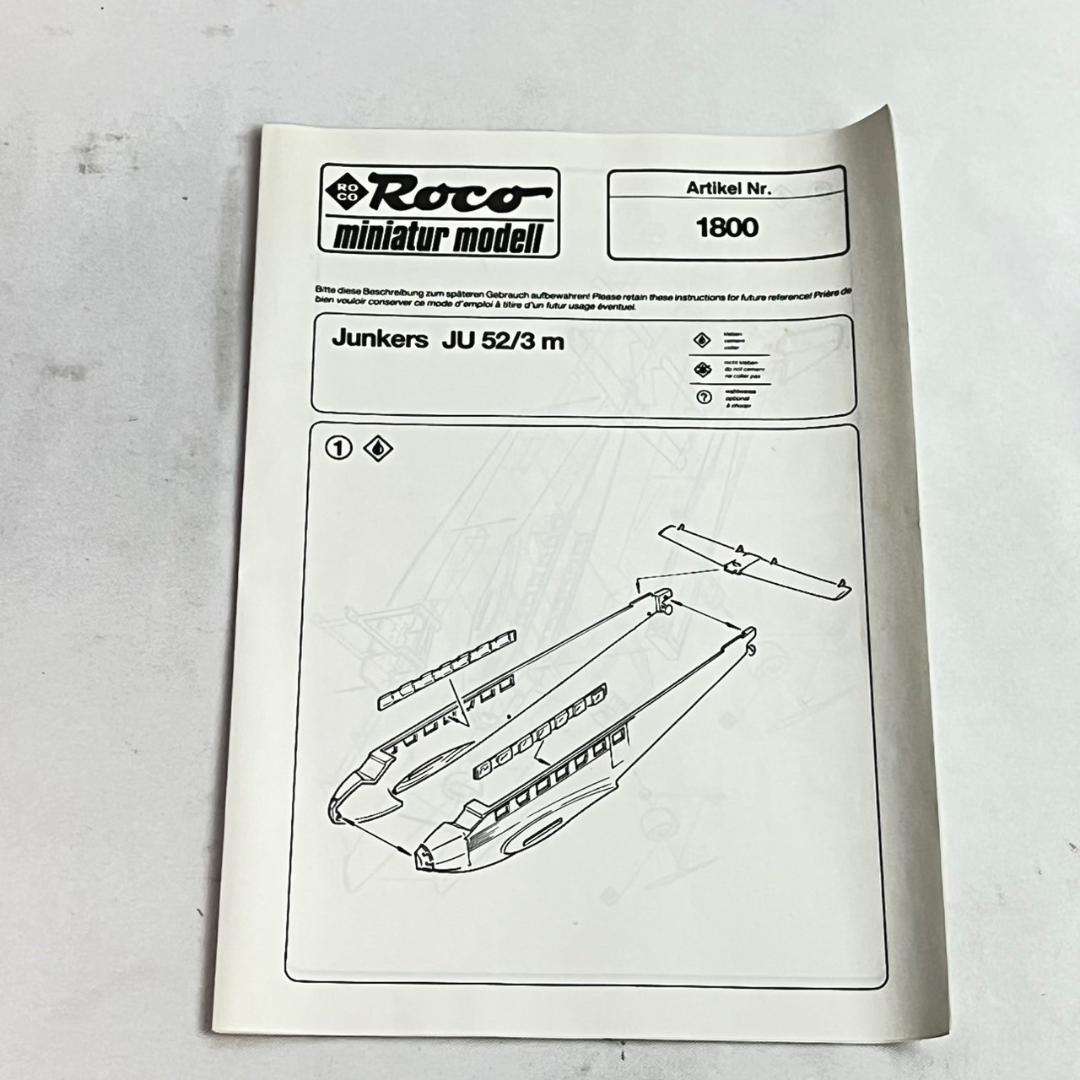 RO
CO
Roco
miniatur modell
Artikel Nr.
1800
Bitte diese Beschreibung zum späteren Gebrauch aufbewahren! Please retain these instructions for future reference! Prière de
bien vouloir conserver ce mode d'emploi à titre d'un futur usage éventuel.
Junkers JU 52/3 m
kleben
cement
coller
nicht kleben
do not cement
ne coller pas
?
wahlweise
optional
à choisir
1